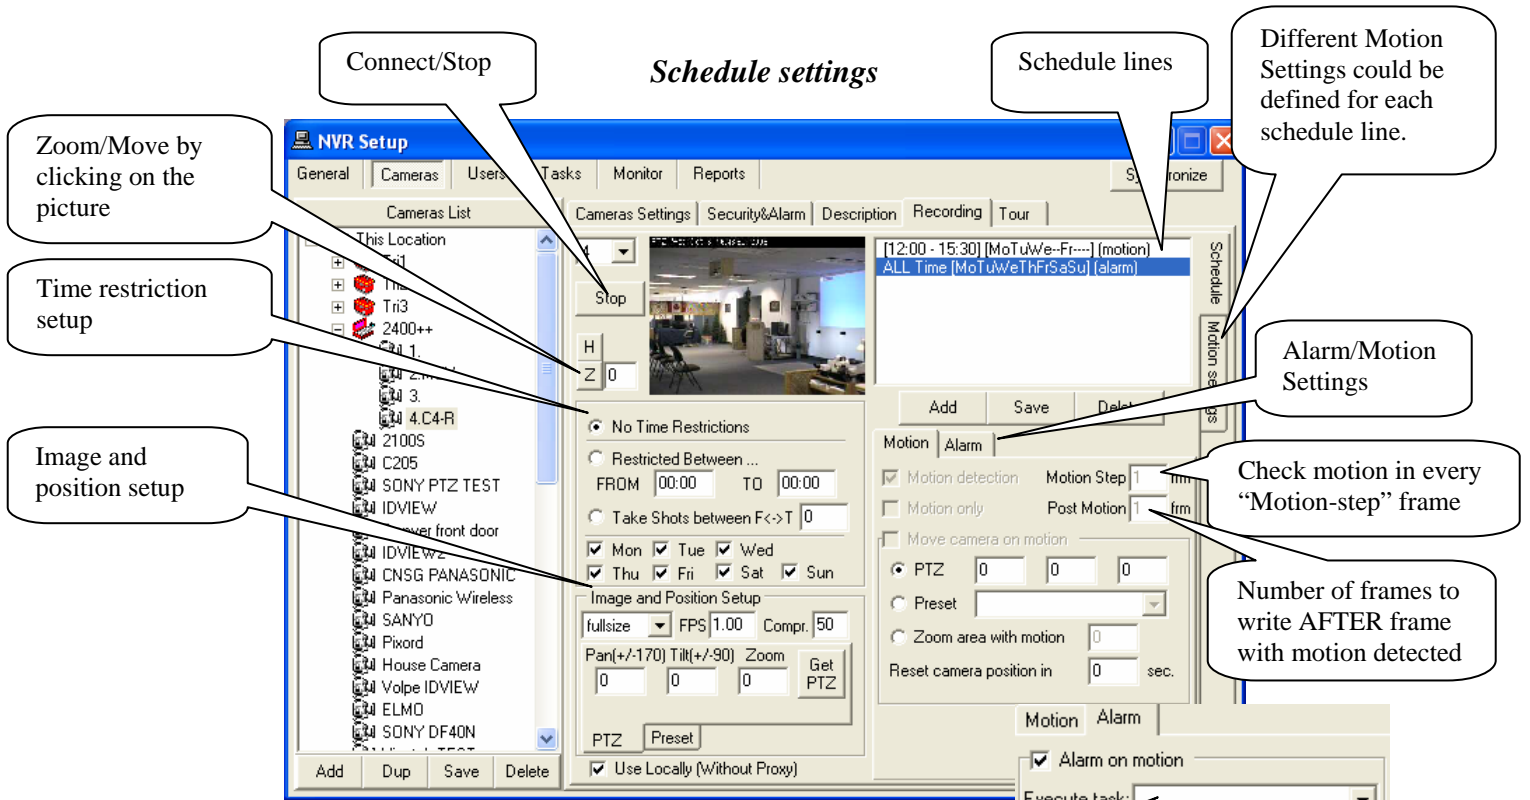 Schedule settings
Connect/Stop
Schedule lines
Different Motion
Settings could be
defined for each
schedule line.
Zoom/Move by
clicking on the
picture
Time restriction
setup
Image and
position setup
Alarm/Motion
Settings
Check motion in every
“Motion-step” frame
Number of frames to
write AFTER frame
with motion detected
NVR Setup
General Cameras Users Tasks Monitor Reports
Cameras List
This Location
Tri1
Tri3
2400++
1.
3.
4.C4-R
2100S
C205
SONY PTZ TEST
IDVIEW
front door
IDVIEW2
CNSG PANASONIC
Panasonic Wireless
SANYO
Pixord
House Camera
Volpe IDVIEW
ELMO
SONY DF40N
Add Dup Save Delete
Cameras Settings Security&Alarm Description Recording Tour
4
Stop
H
Z 0
[12:00 - 15:30] [MoTuWe--Fr----] (motion)
ALL Time [MoTuWeThFrSaSu] (alarm)
Schedule
Motion
Add Save
No Time Restrictions
Restricted Between ...
FROM 00:00 TO 00:00
Take Shots between F<->T 0
Mon Tue Wed
Thu Fri Sat Sun
Image and Position Setup
fullsize FPS 1.00 Compr. 50
Pan(+/-170) Tilt(+/-90) Zoom
0 0 0 Get
PTZ
PTZ Preset
Use Locally (Without Proxy)
Motion Alarm
Motion detection Motion Step 1
Motion only Post Motion 1 frm
Move camera on motion
PTZ 0 0 0
Preset
Zoom area with motion 0
Reset camera position in 0 sec.
Motion Alarm
Alarm on motion
Execute task: